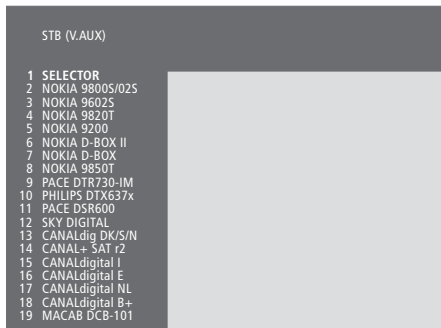 STB (V.AUX)
1 SELECTOR
2 NOKIA 9800S/02S
3 NOKIA 9602S
4 NOKIA 9820T
5 NOKIA 9200
6 NOKIA D-BOX II
7 NOKIA D-BOX
8 NOKIA 9850T
9 PACE DTR730-IM
10 PHILIPS DTX637x
11 PACE DSR600
12 SKY DIGITAL
13 CANALdig DK/S/N
14 CANAL+ SAT r2
15 CANALdigital I
16 CANALdigital E
17 CANALdigital NL
18 CANALdigital B+
19 MACAB DCB-101